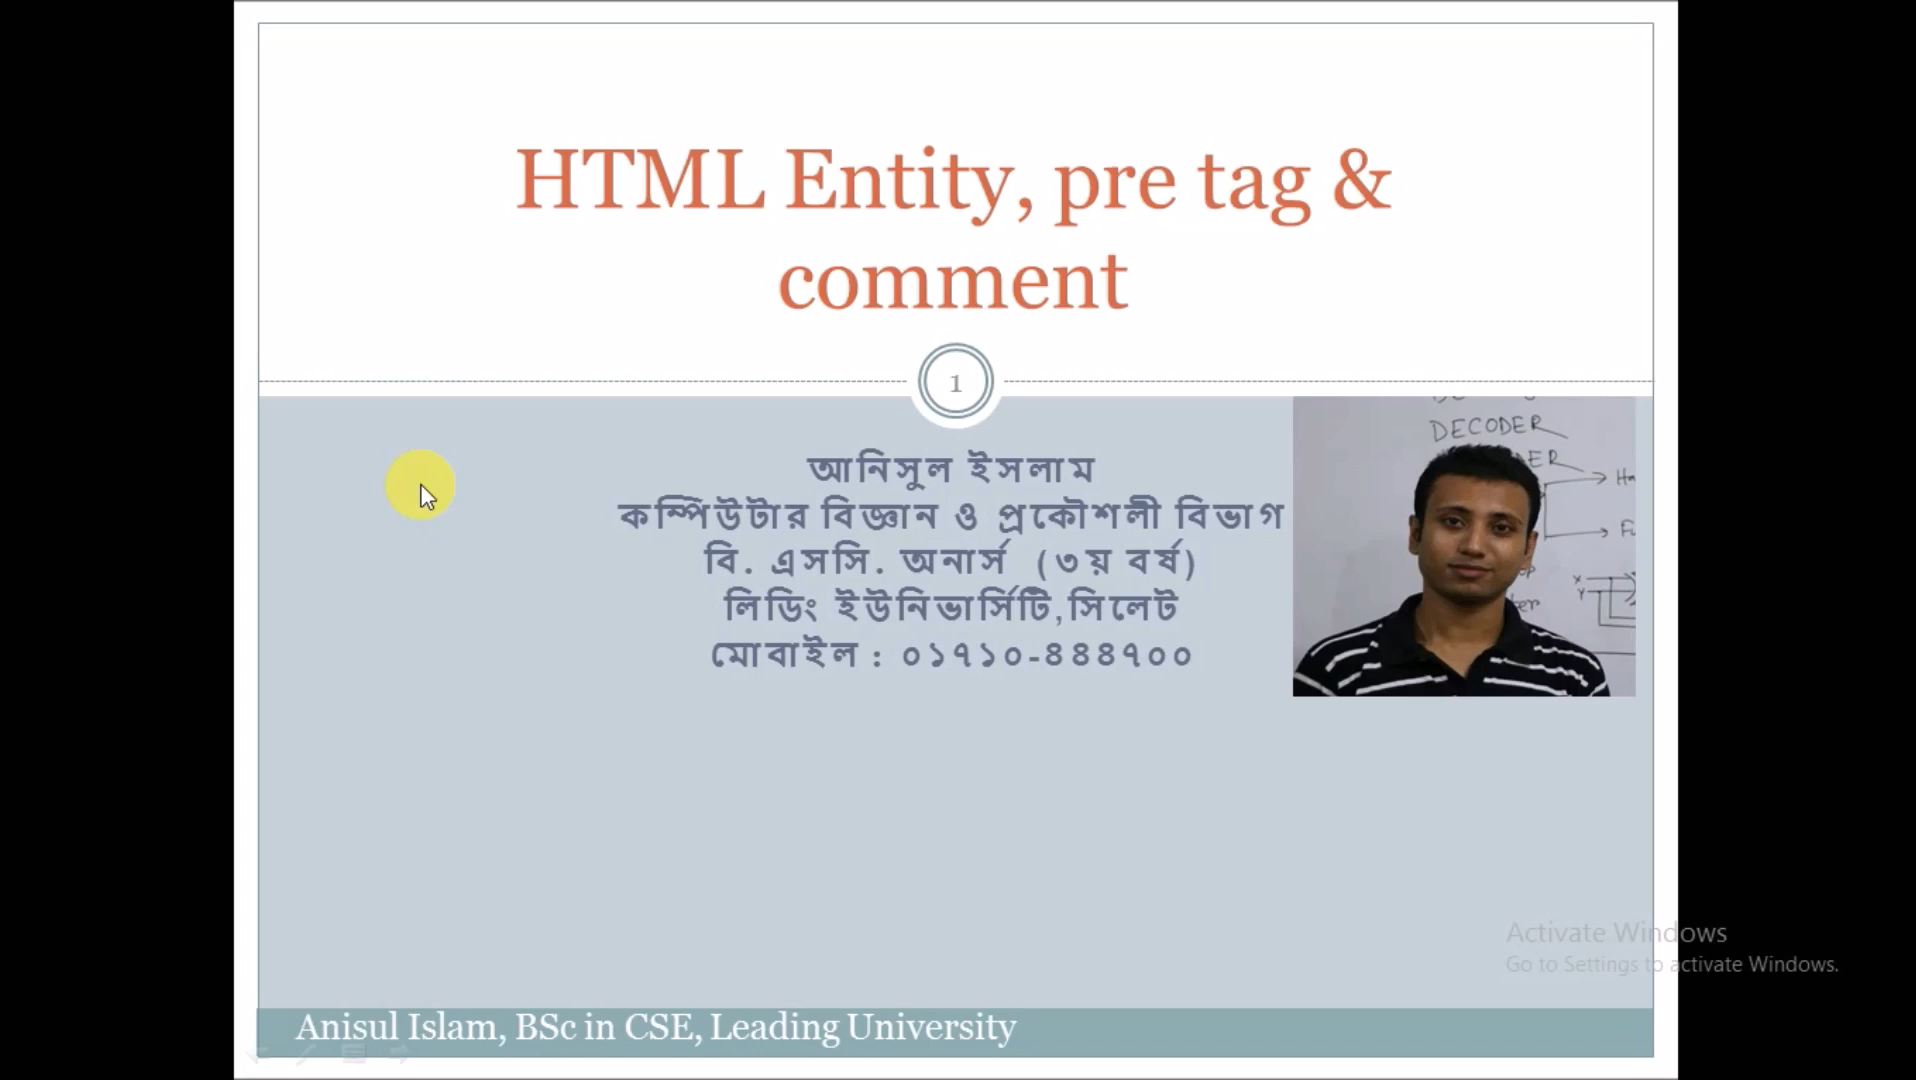 HTML Entity, pre tag &
comment
1
আনিসুল ইসলাম
কম্পিউটার বিজ্ঞান ও প্রকৌশলী বিভাগ
বি. এসসি. অনার্স (৩য় বর্ষ)
লিডিং ইউনিভার্সিটি,সিলেট
মোবাইল : ০১৭১০-৪৪৪৭০০
DECODER
Activate Windows
Go to Settings to activate Windows.
Anisul Islam, BSc in CSE, Leading University